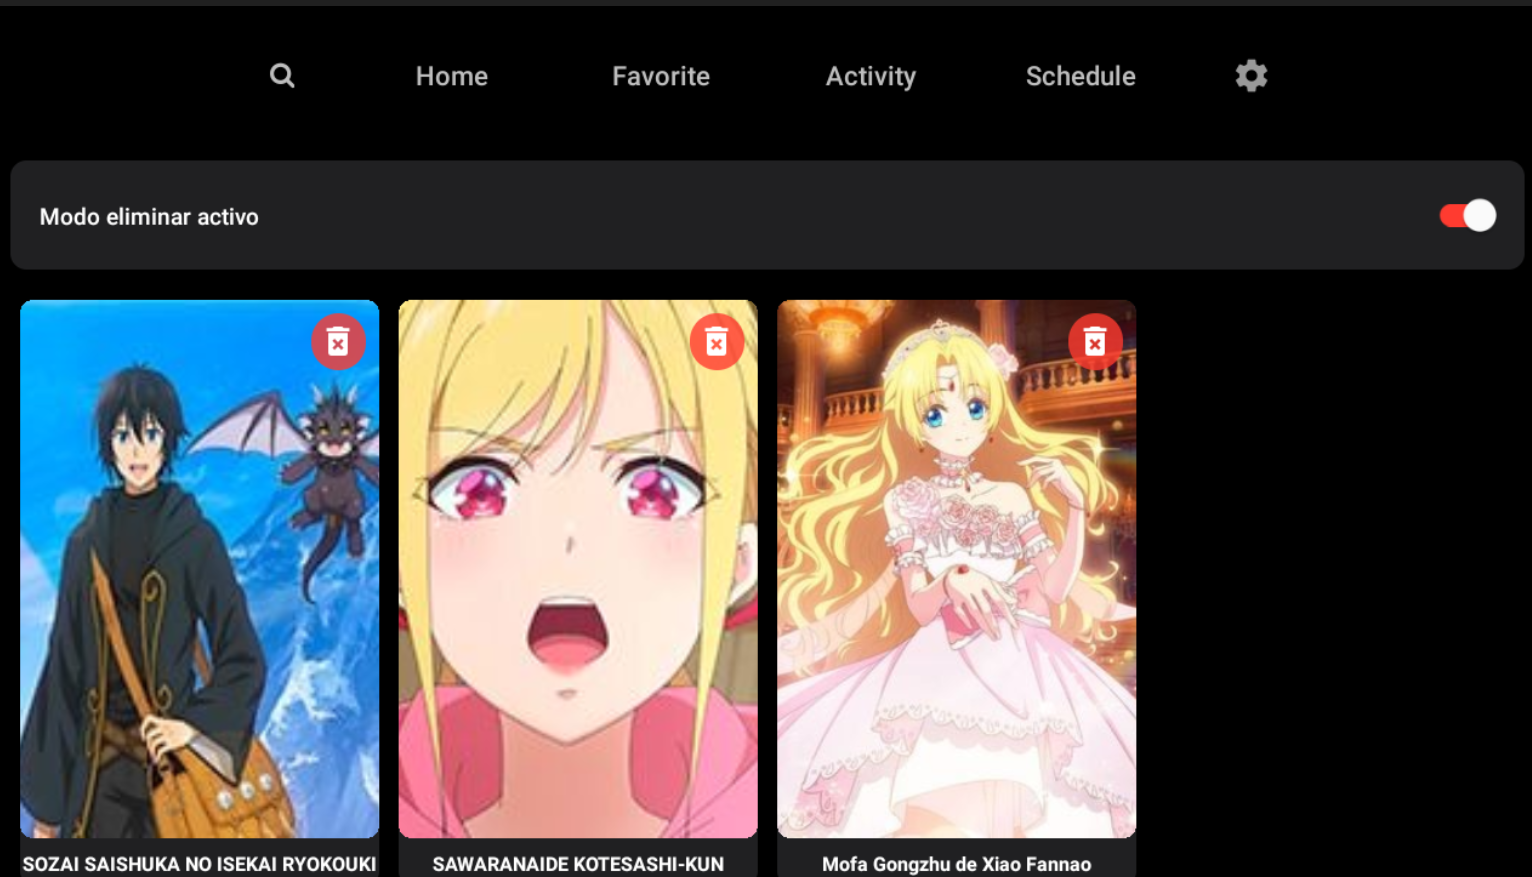 Home Favorite Activity Schedule
Modo eliminar activo
SOZAI SAISHUKA NO ISEKAI RYOKOUKI
SAWARANAIDE KOTESASHI-KUN
Mofa Gongzhu de Xiao Fannao